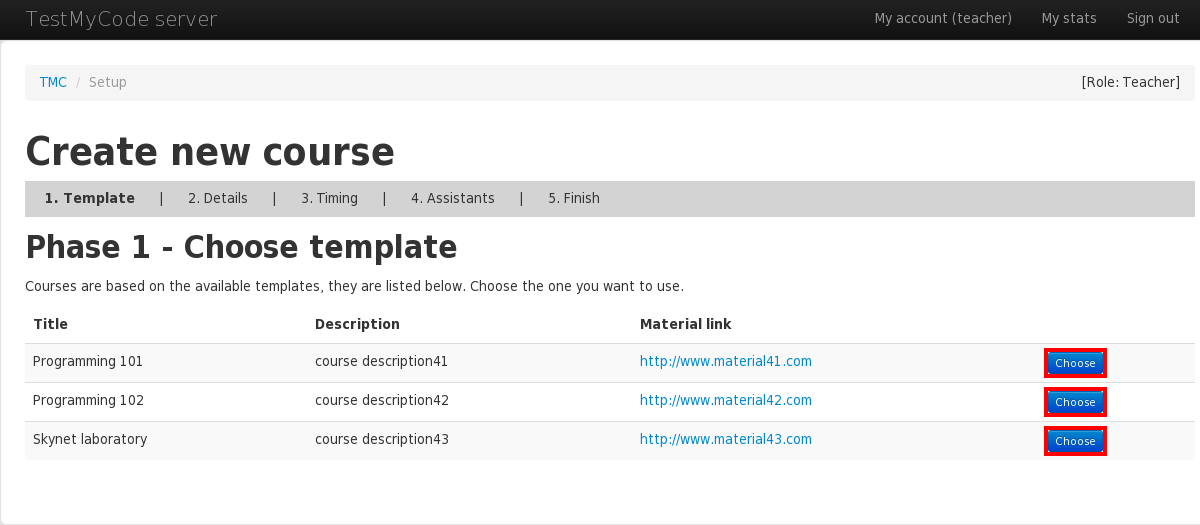 TestMyCode server My account (teacher) My stats Sign out
TMC / Setup [Role: Teacher]
Create new course
1. Template | 2. Details | 3. Timing | 4. Assistants | 5. Finish
Phase 1 - Choose template
Courses are based on the available templates, they are listed below. Choose the one you want to use.
Title Description Material link
Programming 101 course description41 http://www.material41.com Choose
Programming 102 course description42 http://www.material42.com Choose
Skynet laboratory course description43 http://www.material43.com Choose